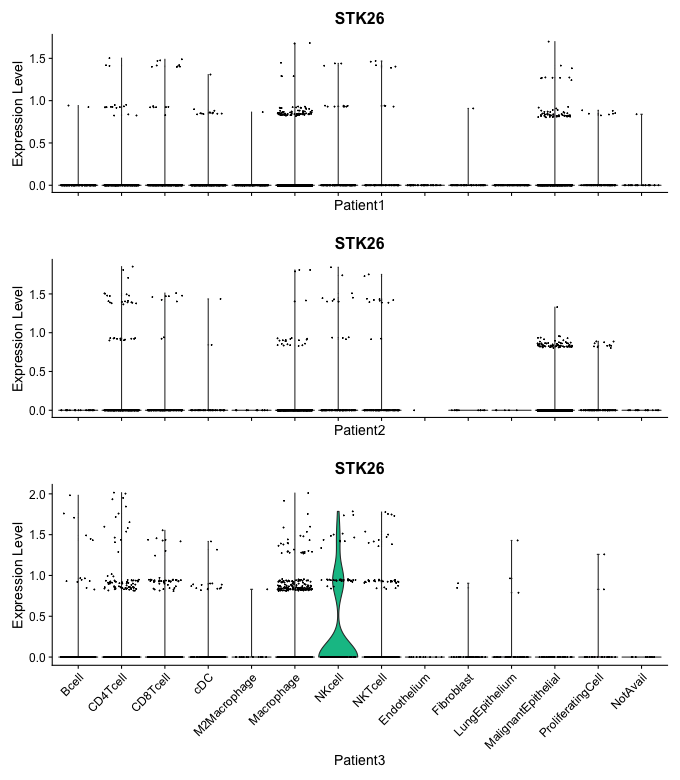 STK26
Expression Level
1.5
1.0
0.5
0.0
Patient1
STK26
Expression Level
1.5
1.0
0.5
0.0
Patient2
STK26
Expression Level
2.0
1.5
1.0
0.5
0.0
Bcell
CD4Tcell
CD8Tcell
cDC
M2Macrophage
Macrophage
NKcell
NKTcell
Endothelium
Fibroblast
LungEpithelium
MalignantEpithelial
ProliferatingCell
NotAvail
Patient3